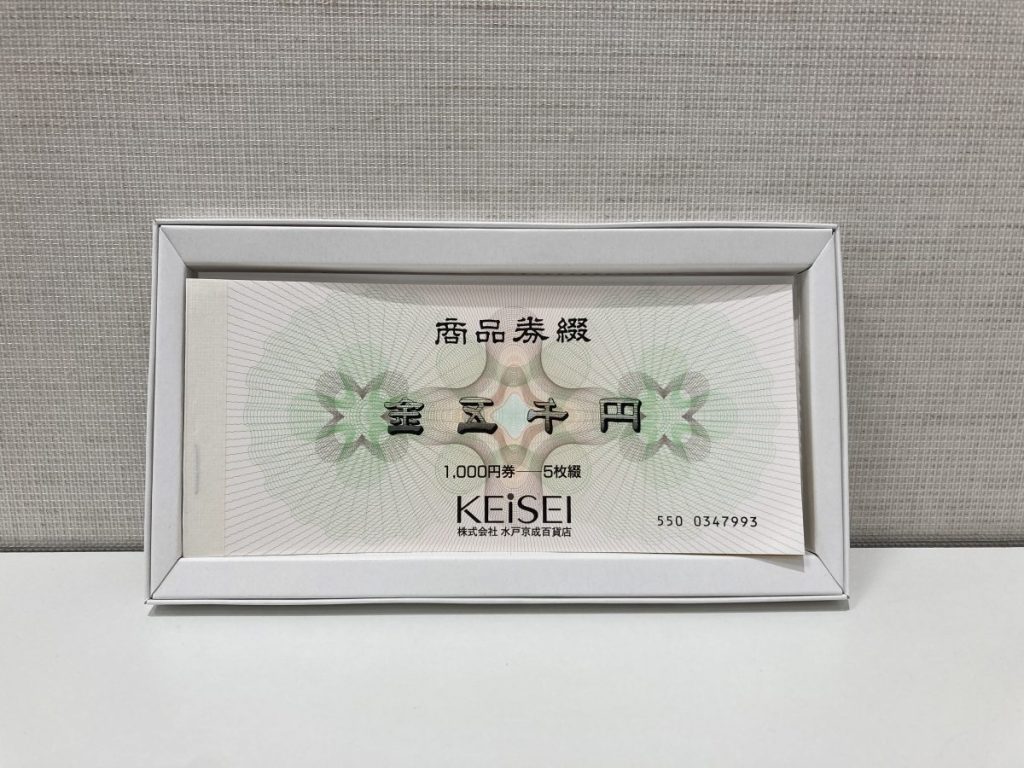 商品券綴
金五千円
1,000円券──5枚綴
KEiSEI
株式会社 水戸京成百貨店
550 0347993